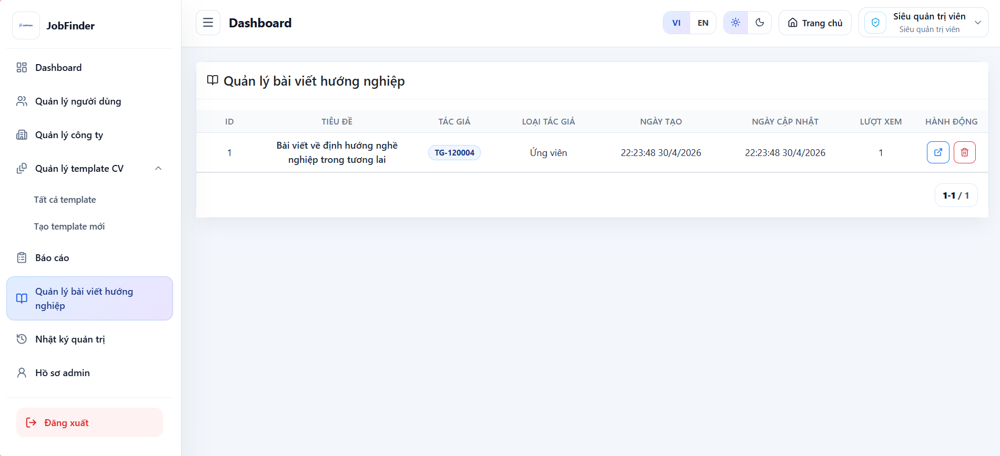 JobFinder
JobFinder
Dashboard
Quản lý người dùng
Quản lý công ty
Quản lý template CV
Tất cả template
Tạo template mới
Báo cáo
Quản lý bài viết hướng
nghiệp
Nhật ký quản trị
Hồ sơ admin
Đăng xuất
Dashboard
VI EN
Trang chủ
Siêu quản trị viên
Siêu quản trị viên
Quản lý bài viết hướng nghiệp
ID TIÊU ĐỀ TÁC GIẢ LOẠI TÁC GIẢ NGÀY TẠO NGÀY CẬP NHẬT LƯỢT XEM HÀNH ĐỘNG
1 Bài viết về định hướng nghề
nghiệp trong tương lai TG-120004 Ứng viên 22:23:48 30/4/2026 22:23:48 30/4/2026 1
1-1 / 1